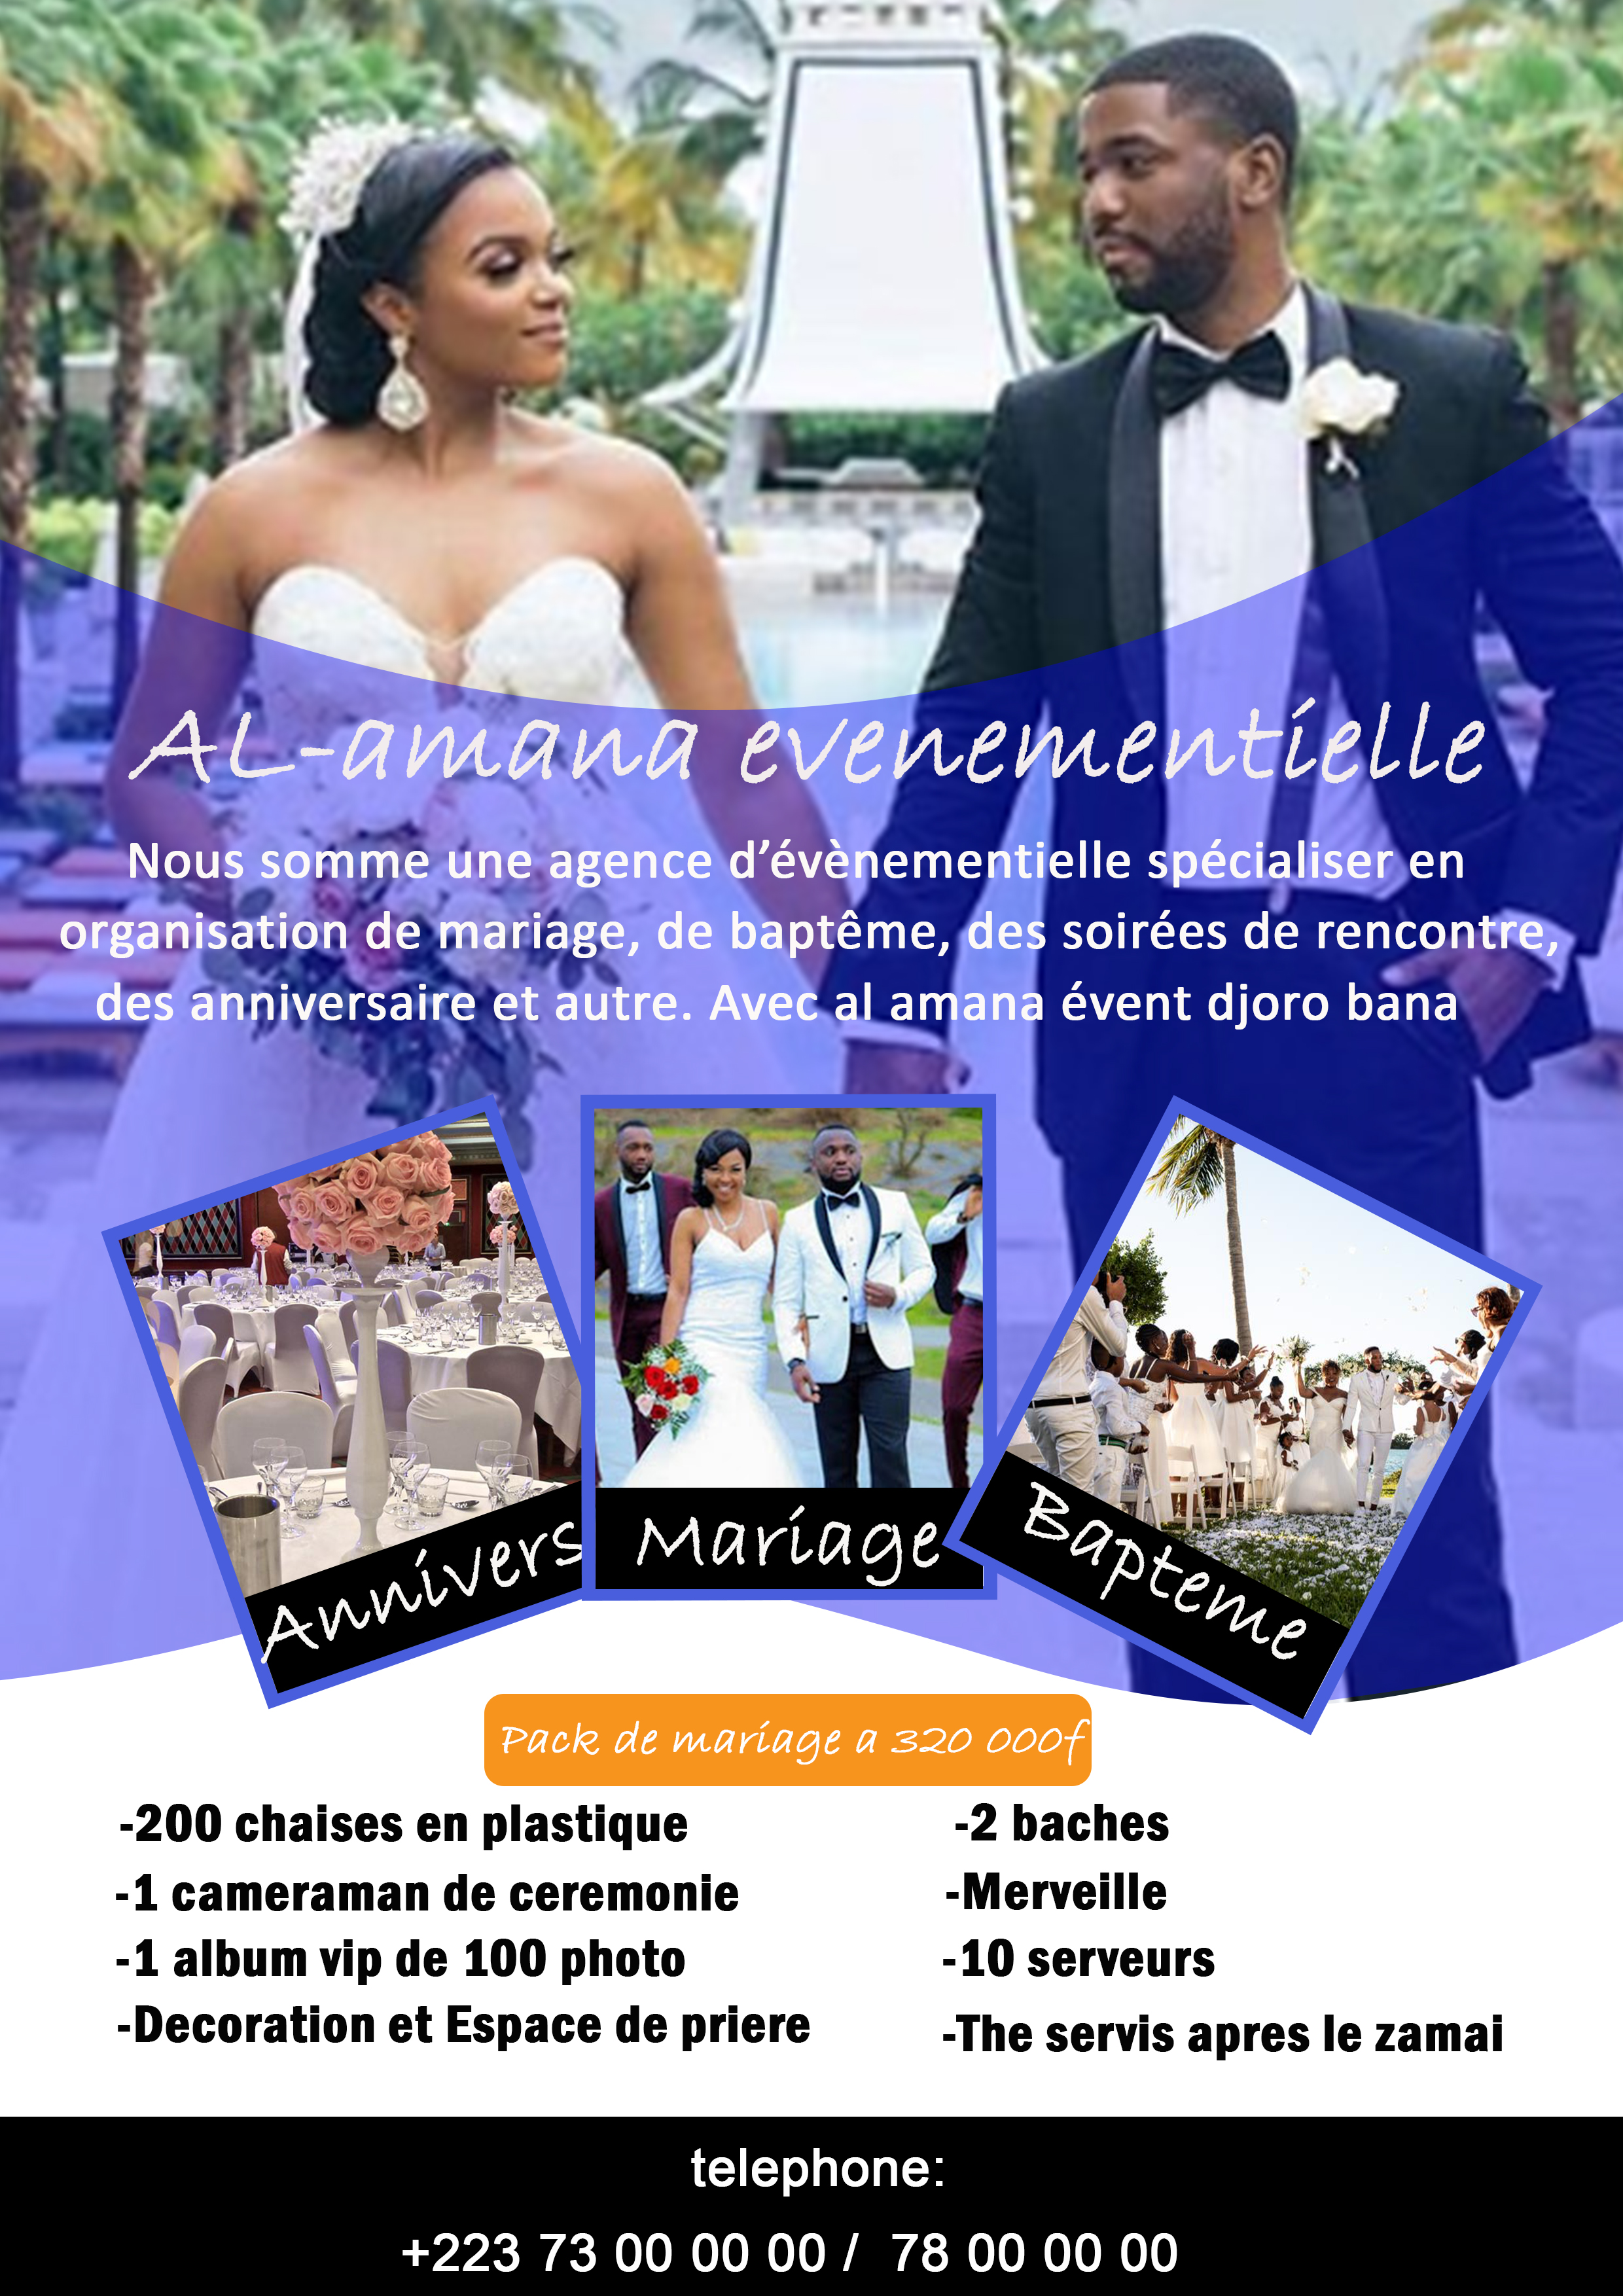 AL-amana evenementielle
Nous somme une agence d’évènementielle spécialiser en
organisation de mariage, de baptême, des soirées de rencontre,
des anniversaire et autre. Avec al amana évent djoro bana
Annivers
Mariage
Bapteme
Pack de mariage a 320 000f
-200 chaises en plastique
-1 cameraman de ceremonie
-1 album vip de 100 photo
-Decoration et Espace de priere
-2 baches
-Merveille
-10 serveurs
-The servis apres le zamai
telephone:
+223 73 00 00 00 / 78 00 00 00